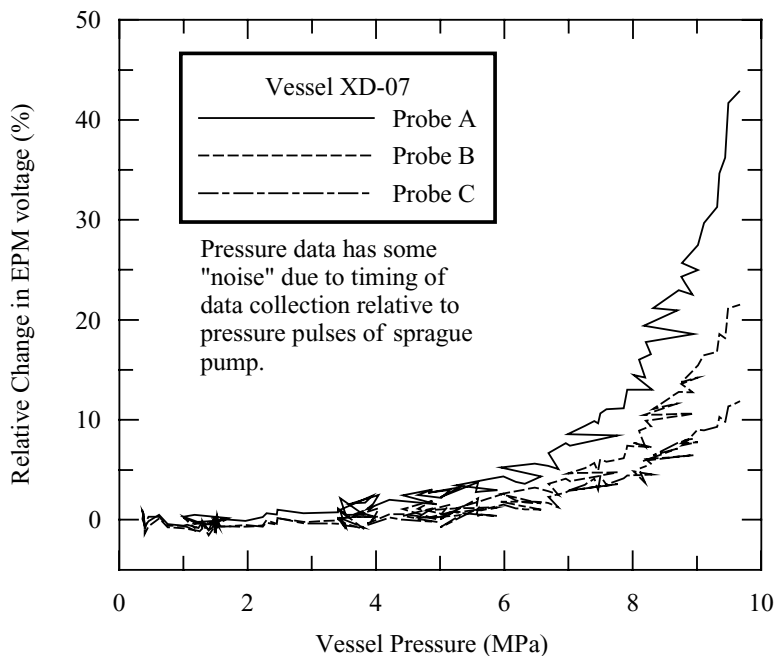 50
40
30
20
10
0
Relative Change in EPM voltage (%)
Vessel XD-07
Probe A
Probe B
Probe C
Pressure data has some
"noise" due to timing of
data collection relative to
pressure pulses of sprague
pump.
0 2 4 6 8 10
Vessel Pressure (MPa)